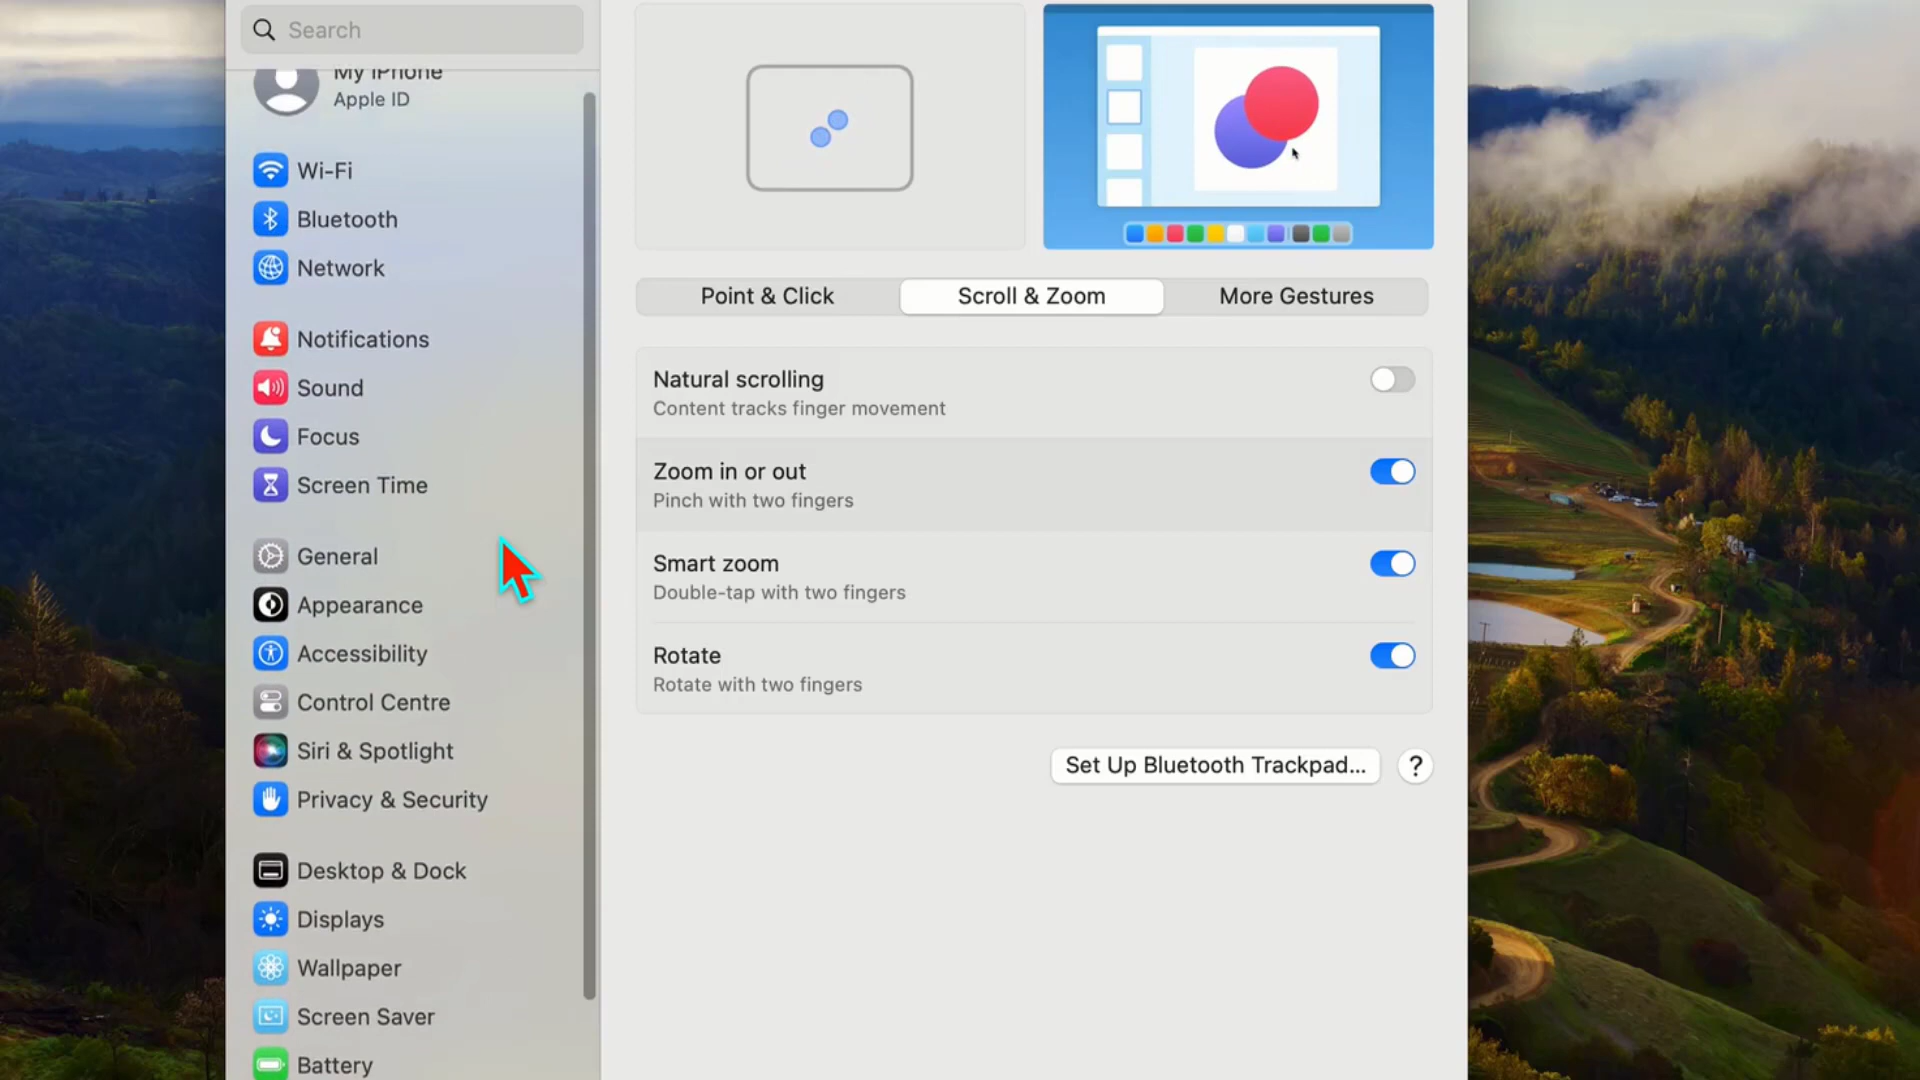 Search
My iPhone
Apple ID
Wi-Fi
Bluetooth
Network
Notifications
Sound
Focus
Screen Time
General
Appearance
Accessibility
Control Centre
Siri & Spotlight
Privacy & Security
Desktop & Dock
Displays
Wallpaper
Screen Saver
Battery
Point & Click
Scroll & Zoom
More Gestures
Natural scrolling
Content tracks finger movement
Zoom in or out
Pinch with two fingers
Smart zoom
Double-tap with two fingers
Rotate
Rotate with two fingers
Set Up Bluetooth Trackpad...
?